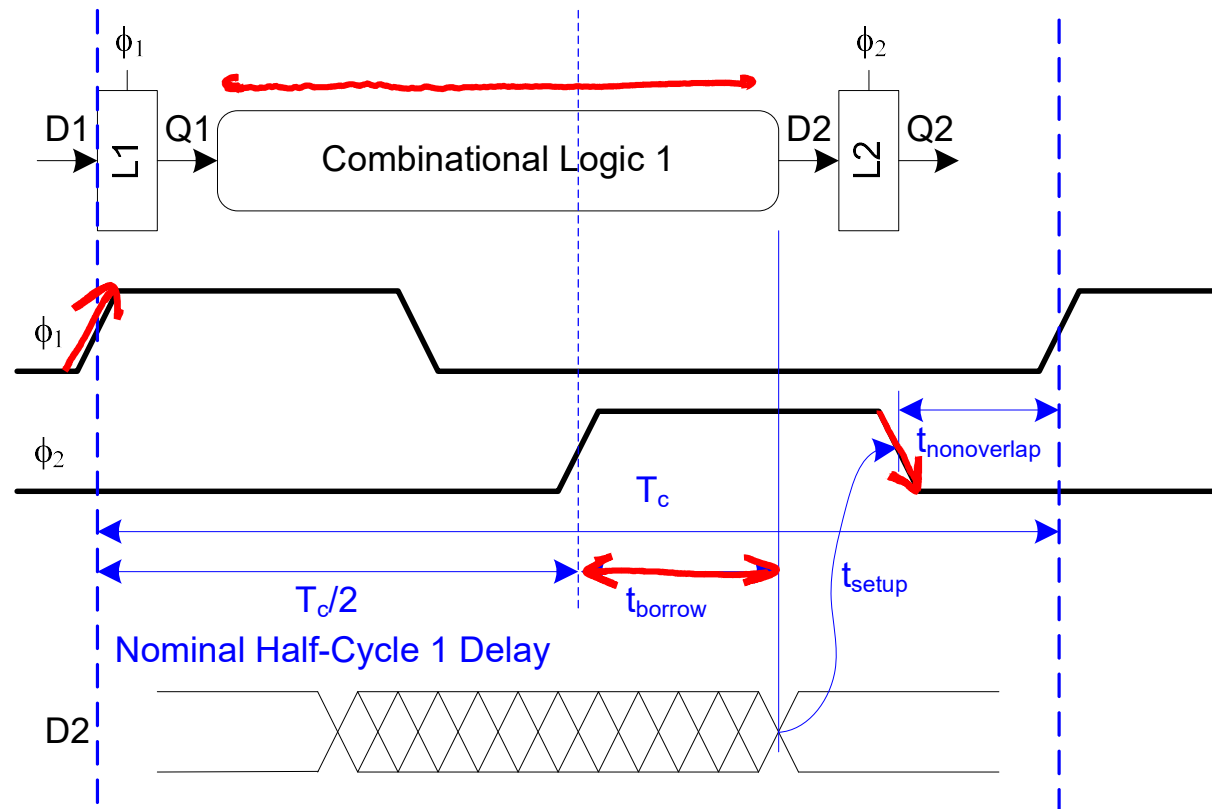 ϕ1
ϕ2
D1
L1
Q1
Combinational Logic 1
D2
L2
Q2
ϕ1
tnonoverlap
ϕ2
Tc
Tc/2
tborrow
tsetup
Nominal Half-Cycle 1 Delay
D2